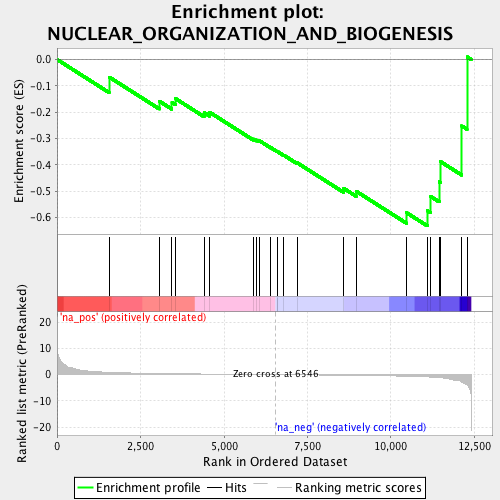 Enrichment plot:
NUCLEAR_ORGANIZATION_AND_BIOGENESIS
Enrichment score (ES)
0.0
-0.1
-0.2
-0.3
-0.4
-0.5
-0.6
'na_pos' (positively correlated)
Ranked list metric (PreRanked)
20
10
0
-10
-20
Zero cross at 6546
'na_neg' (negatively correlated)
0
2,500
5,000
7,500
10,000
12,500
Rank in Ordered Dataset
Enrichment profile
Hits
Ranking metric scores